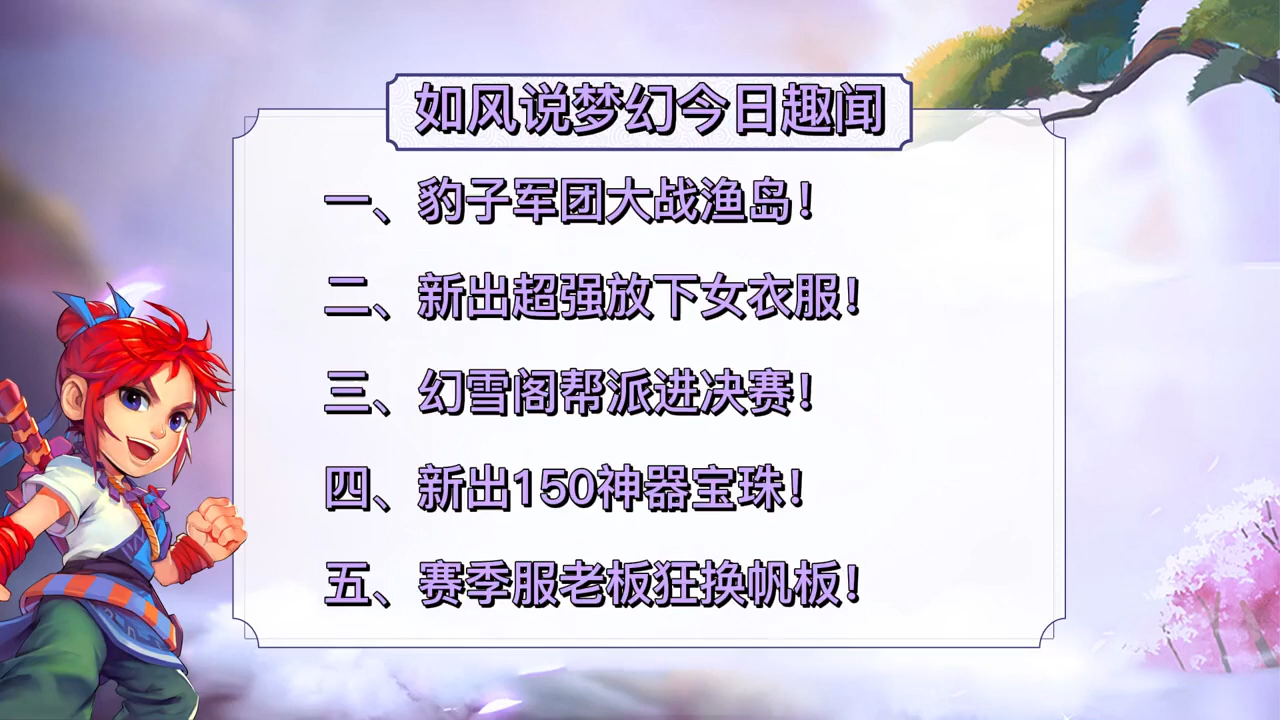 如风说梦幻今日趣闻
一、豹子军团大战渔岛！
二、新出超强放下女衣服！
三、幻雪阁帮派进决赛！
四、新出150神器宝珠！
五、赛季服老板狂换帆板！